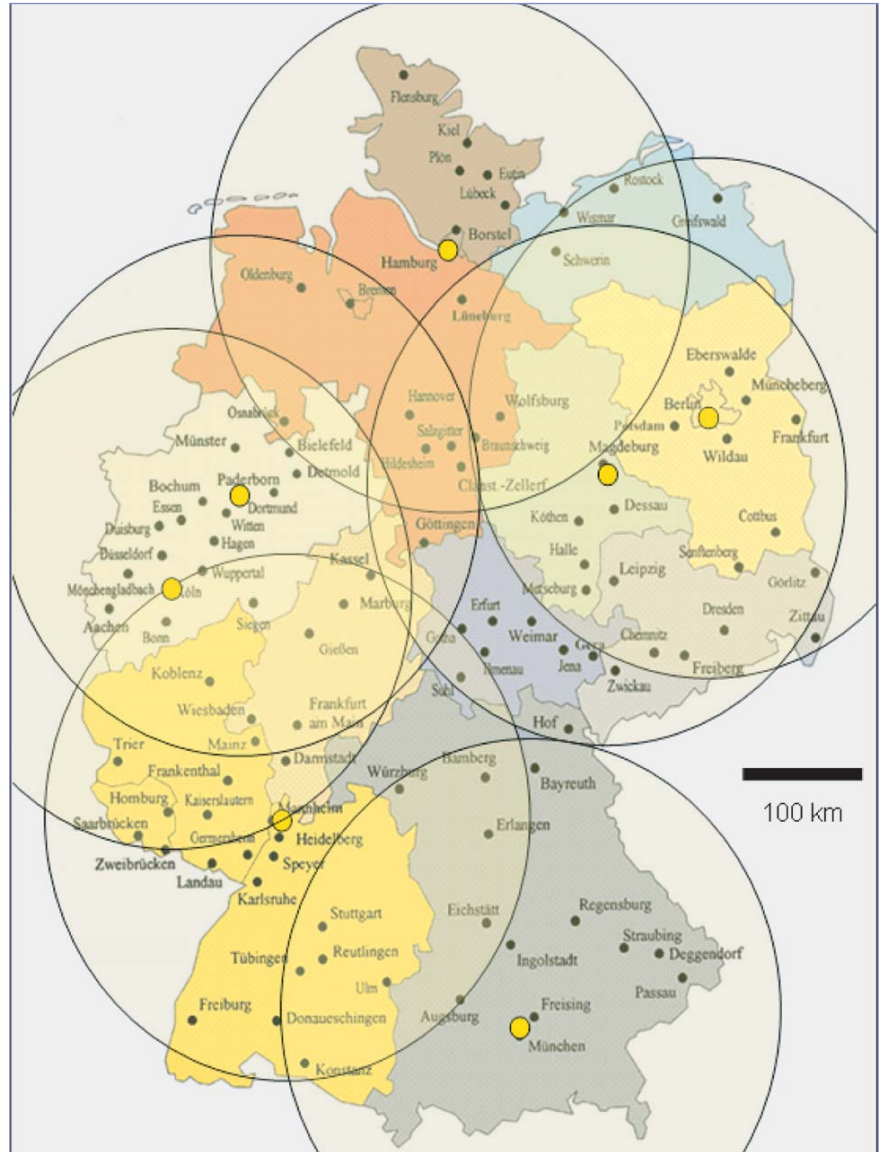 Flensburg
Kiel
Plön
Eutin
Lübeck
Rostock
Wismar
Greifswald
Borstel
Hamburg
Schwerin
Oldenburg
Bremen
Lüneburg
Eberswalde
Müncheberg
Berlin
Hannover
Wolfsburg
Osnabrück
Potsdam
Frankfurt
Münster
Bielefeld
Salzgitter
Braunschweig
Magdeburg
Wildau
Hildesheim
Detmold
Paderborn
Clanst.-Zellerf.
Bochum
Dortmund
Dessau
Essen
Witten
Köthen
Cottbus
Duisburg
Göttingen
Hagen
Halle
Düsseldorf
Kassel
Senftenberg
Leipzig
Görlitz
Wuppertal
Merseburg
Mönchengladbach
Köln
Marburg
Erfurt
Dresden
Zittau
Aachen
Bonn
Siegen
Gotha
Weimar
Gera
Chemnitz
Gießen
Ilmenau
Jena
Freiberg
Koblenz
Suhl
Zwickau
Wiesbaden
Frankfurt
am Main
Hof
Mainz
Trier
Darmstadt
Bamberg
Frankenthal
Würzburg
Bayreuth
100 km
Homburg
Kaiserslautern
Mannheim
Saarbrücken
Germersheim
Heidelberg
Erlangen
Zweibrücken
Speyer
Landau
Karlsruhe
Stuttgart
Eichstätt
Regensburg
Straubing
Tübingen
Reutlingen
Ingolstadt
Deggendorf
Ulm
Passau
Freiburg
Donaueschingen
Augsburg
Freising
München
Konstanz